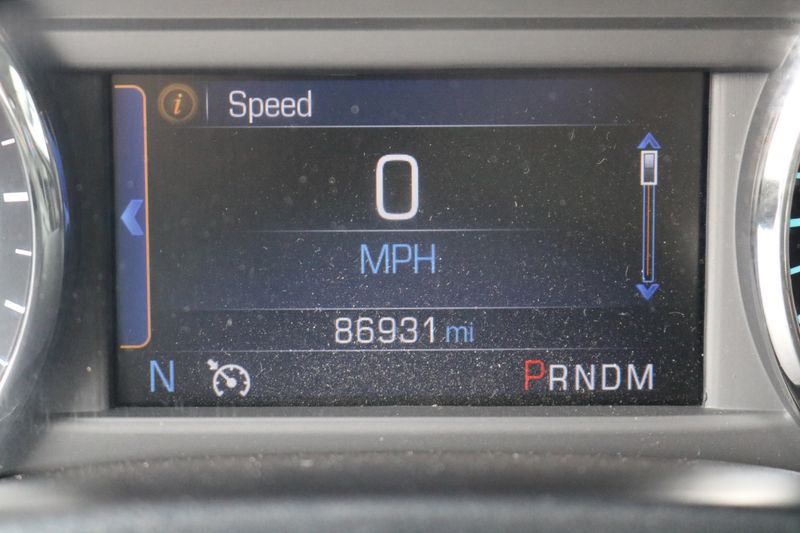 i Speed
0
MPH
86931 mi
N PRNDM